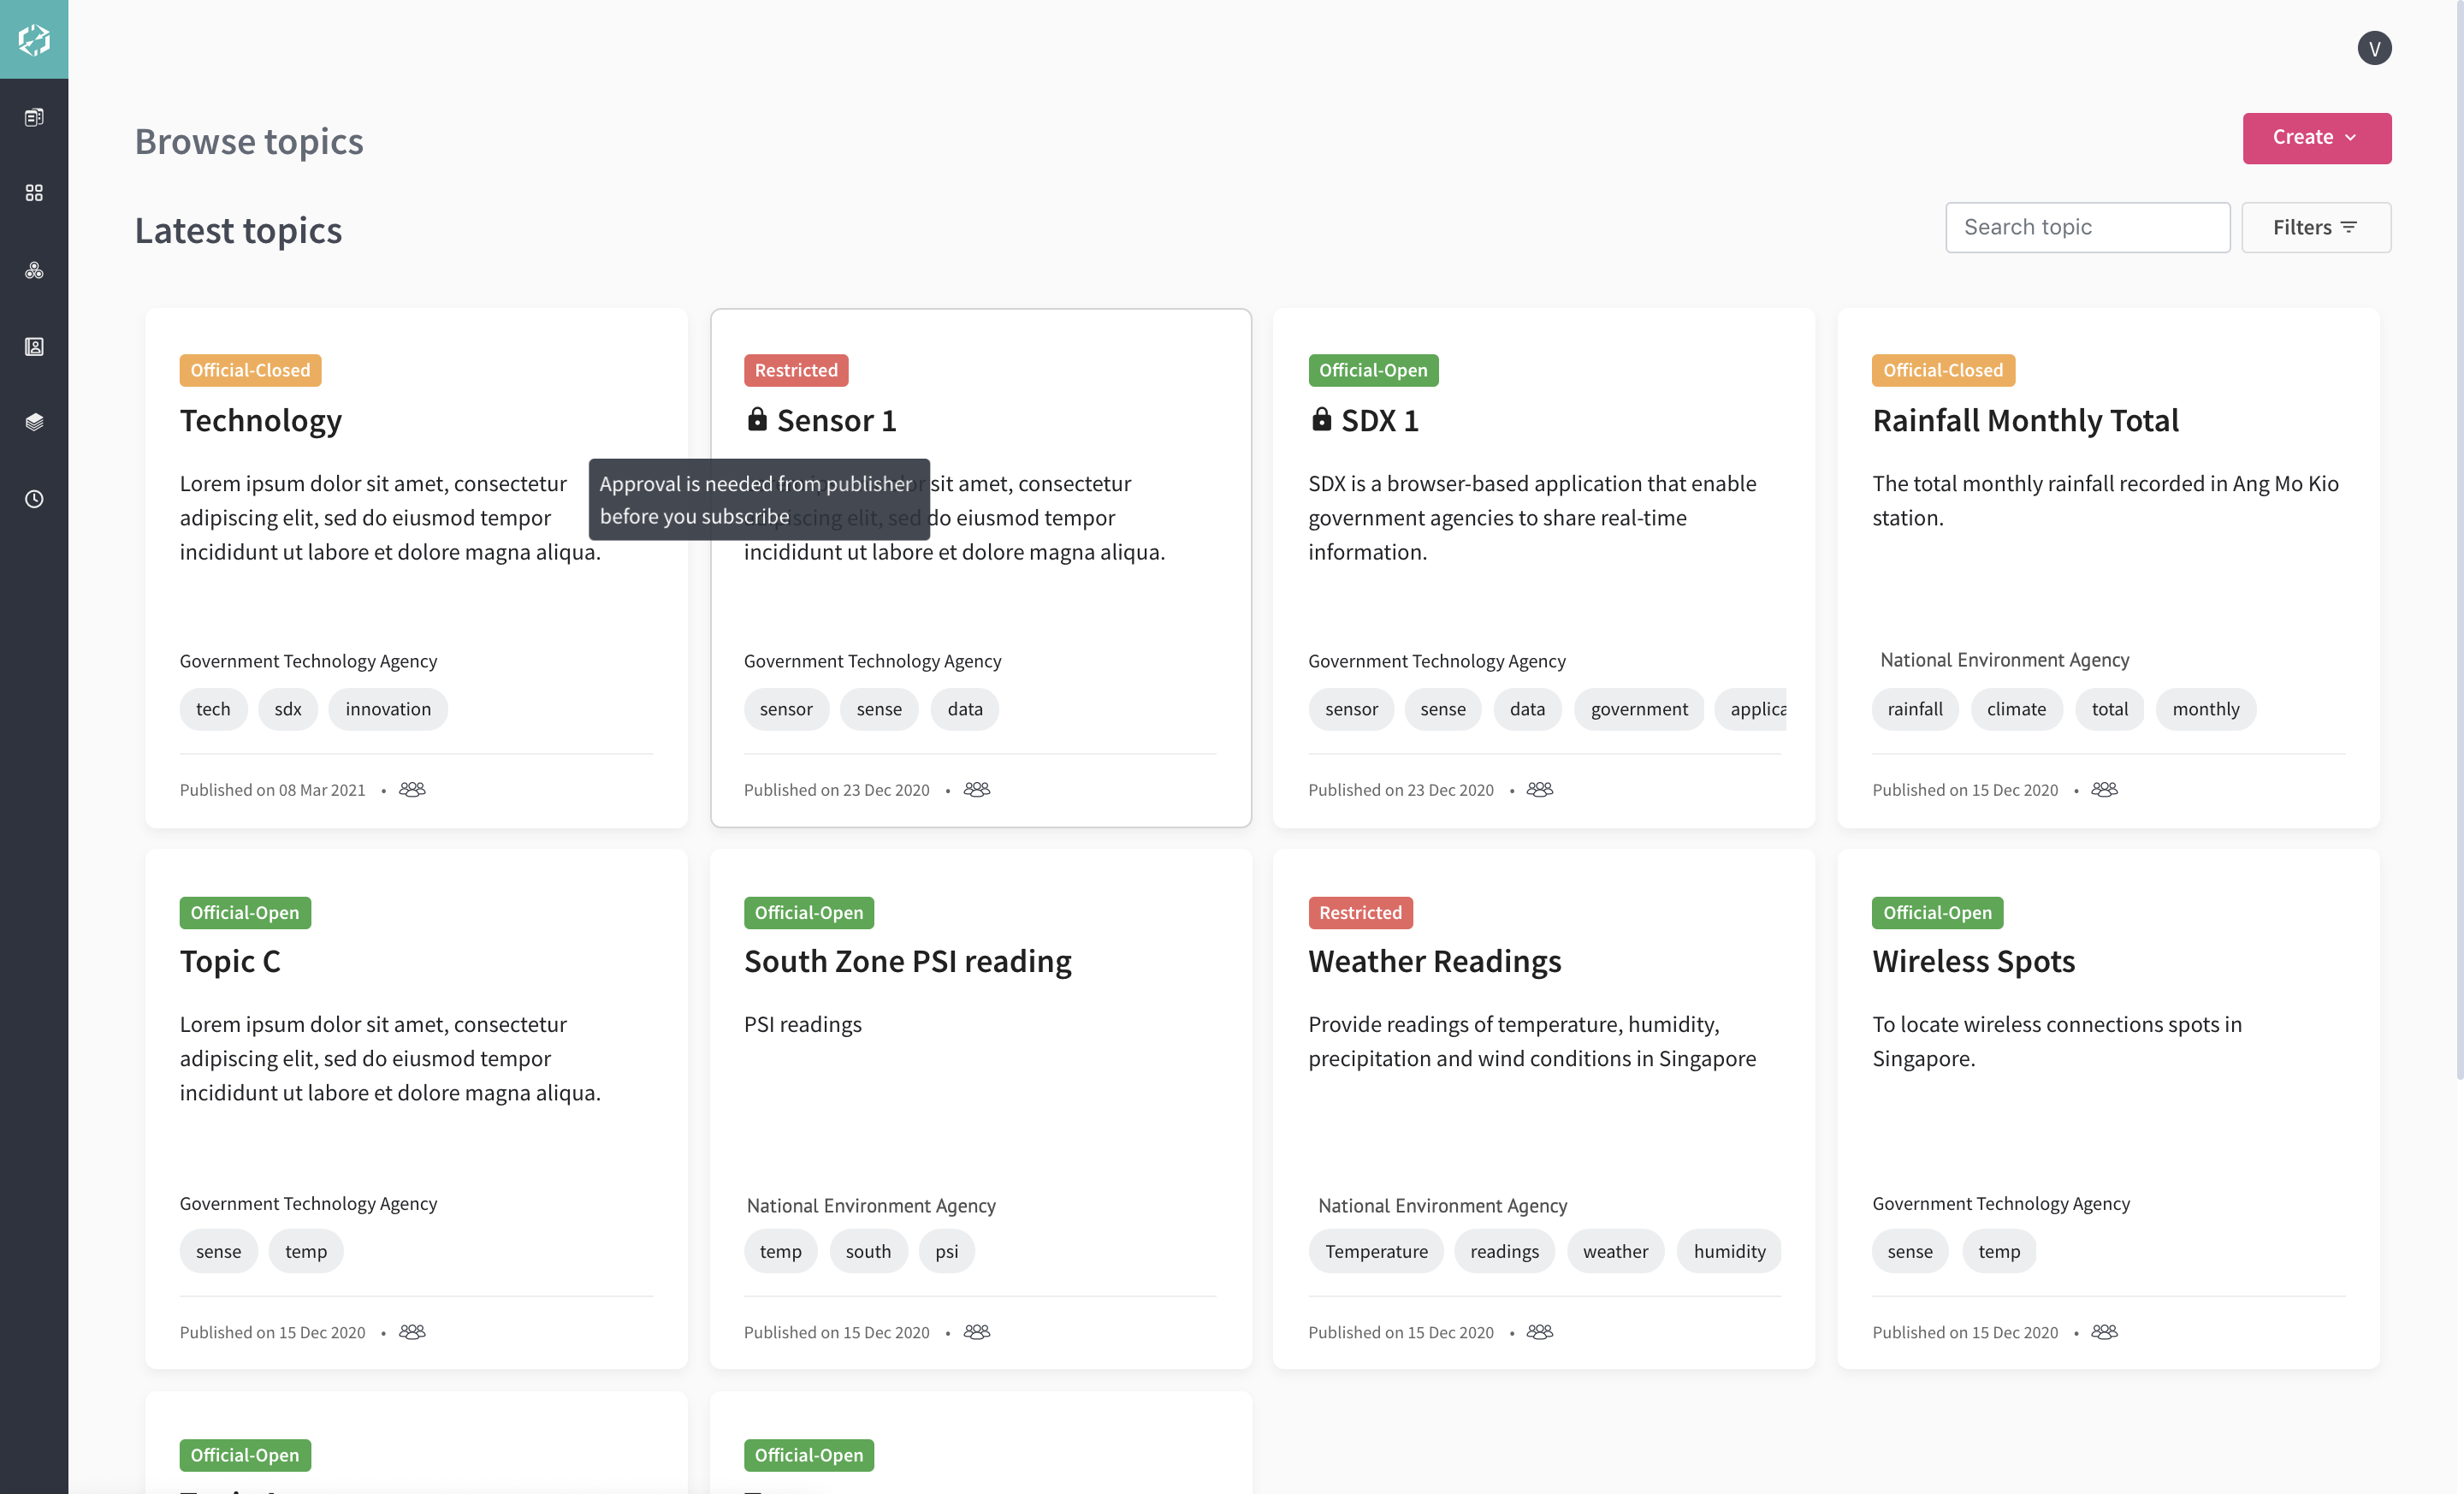 V
Browse topics
Create
Latest topics
Search topic
Filters
Official-Closed
Technology
Lorem ipsum dolor sit amet, consectetur
adipiscing elit, sed do eiusmod tempor
incididunt ut labore et dolore magna aliqua.
Government Technology Agency
tech sdx innovation
Published on 08 Mar 2021 •
Restricted
Sensor 1
Approval is needed from publisher
before you subscribe
sit amet, consectetur
do eiusmod tempor
incididunt ut labore et dolore magna aliqua.
Government Technology Agency
sensor sense data
Published on 23 Dec 2020 •
Official-Open
SDX 1
SDX is a browser-based application that enable
government agencies to share real-time
information.
Government Technology Agency
sensor sense data government applica
Published on 23 Dec 2020 •
Official-Closed
Rainfall Monthly Total
The total monthly rainfall recorded in Ang Mo Kio
station.
National Environment Agency
rainfall climate total monthly
Published on 15 Dec 2020 •
Official-Open
Topic C
Lorem ipsum dolor sit amet, consectetur
adipiscing elit, sed do eiusmod tempor
incididunt ut labore et dolore magna aliqua.
Government Technology Agency
sense temp
Published on 15 Dec 2020 •
Official-Open
South Zone PSI reading
PSI readings
National Environment Agency
temp south psi
Published on 15 Dec 2020 •
Restricted
Weather Readings
Provide readings of temperature, humidity,
precipitation and wind conditions in Singapore
National Environment Agency
Temperature readings weather humidity
Published on 15 Dec 2020 •
Official-Open
Wireless Spots
To locate wireless connections spots in
Singapore.
Government Technology Agency
sense temp
Published on 15 Dec 2020 •
Official-Open
Official-Open